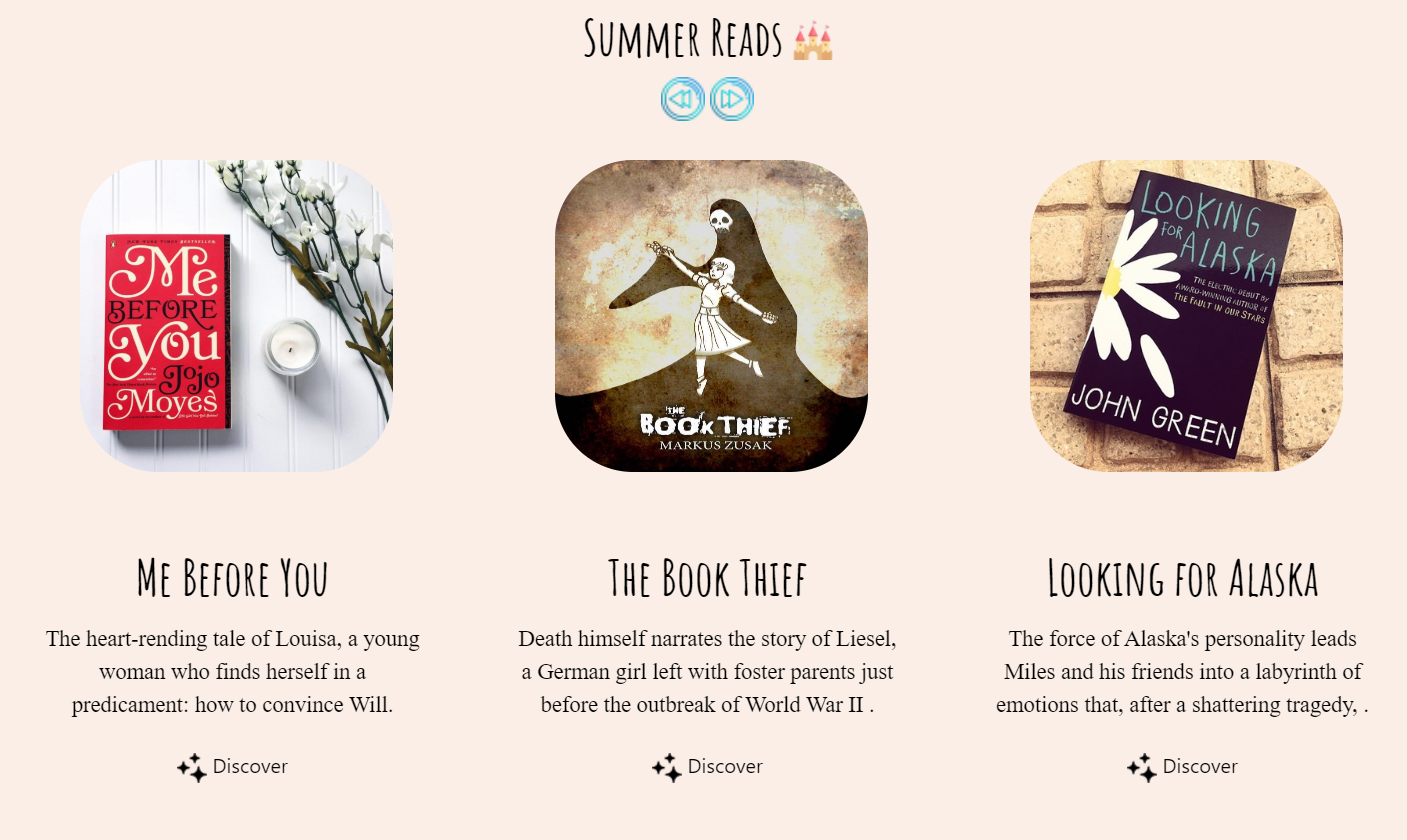 Summer Reads
NEW YORK TIMES BESTSELLER
Me
BEFORE
You
Jojo
Moyes
THE
BOOK THIEF
MARKUS ZUSAK
LOOKING
FOR ALASKA
THE ELECTRIC DEBUT BY
AWARD-WINNING AUTHOR OF
THE FAULT IN OUR STARS
JOHN GREEN
Me Before You
The heart-rending tale of Louisa, a young
woman who finds herself in a
predicament: how to convince Will.
Discover
The Book Thief
Death himself narrates the story of Liesel,
a German girl left with foster parents just
before the outbreak of World War II .
Discover
Looking for Alaska
The force of Alaska's personality leads
Miles and his friends into a labyrinth of
emotions that, after a shattering tragedy, .
Discover